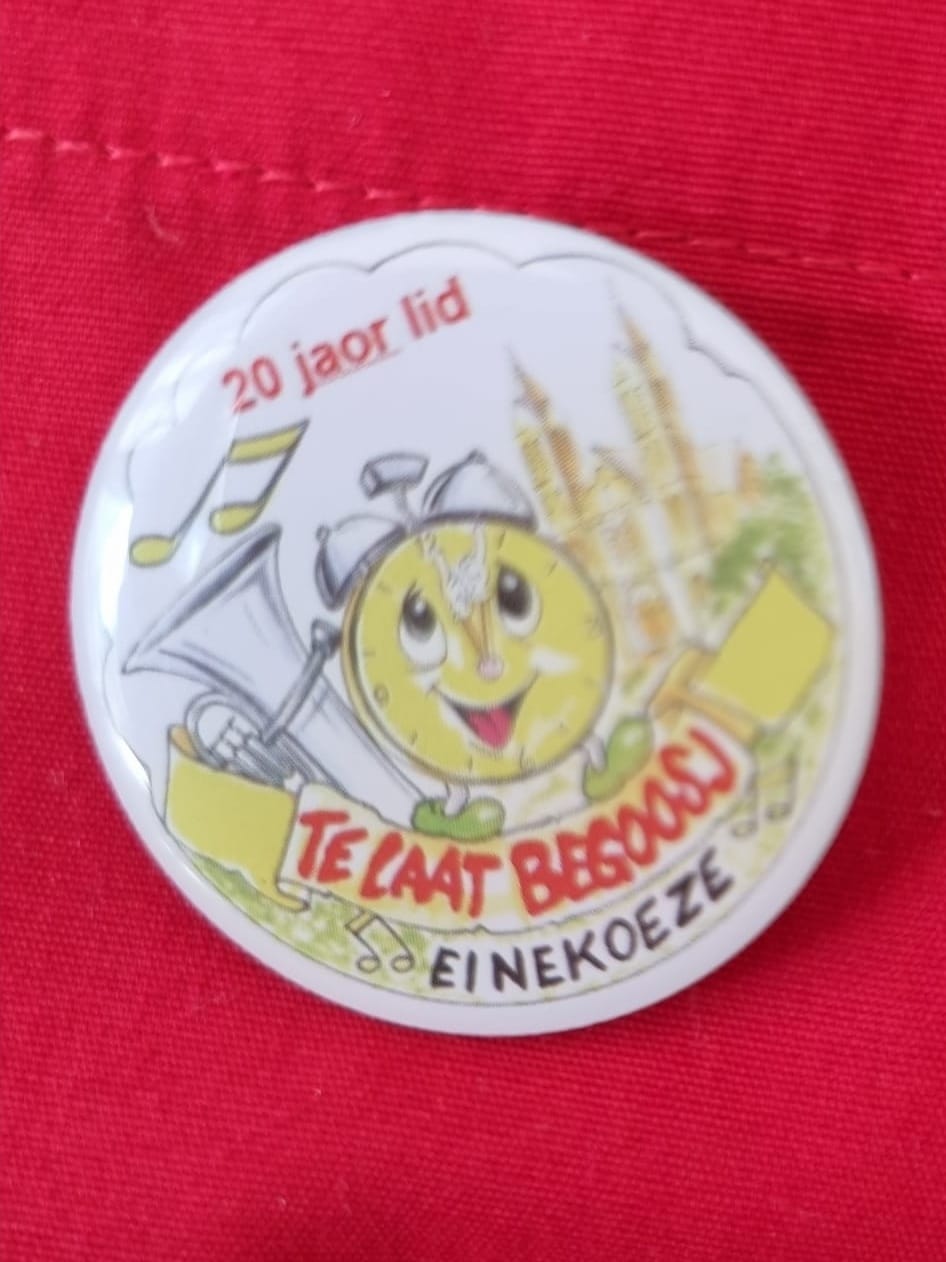 20 jaor lid
TE LAAT BEGOOSJ
EINEKOEZE